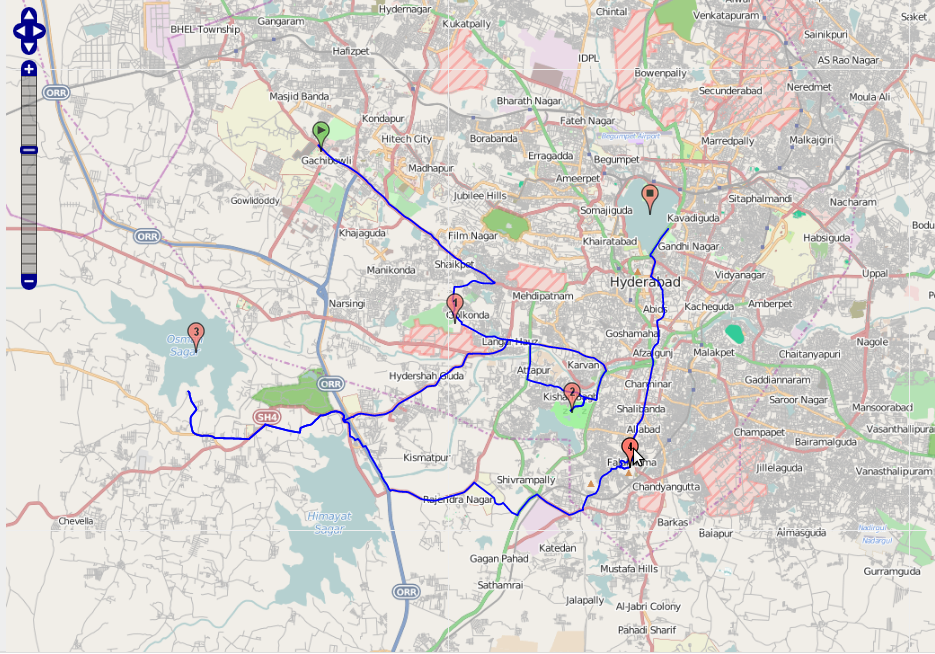 Hydernagar
Chintal
Venkatapuram
Saket
Gangaram
Kukatpally
BHEL Township
Sainikpuri
Hafizpet
IDPL
AS Rao Nagar
Bowenpally
ORR
Secunderabad
Neredmet
Masjid Banda
Bharath Nagar
Moula Ali
Kondapur
Fateh Nagar
Hitech City
Borabanda
Begumpet Airport
Marredpally
Malkajgiri
Gachibowli
Erragadda
Begumpet
Madhapur
Ameerpet
Jubilee Hills
Sitaphalmandi
Gowlidoddy
Somajiguda
Nacharam
Kavadiguda
Bodu
ORR
Khajaguda
Film Nagar
Khairatabad
Gandhi Nagar
Habsiguda
Manikonda
Shaikpet
Vidyanagar
Uppal
Hyderabad
Mehdipatnam
Narsingi
1
Golkonda
Abids
Kacheguda
Amberpet
3
Osman
Sagar
Langar Hauz
Goshamahal
Nagole
Afzalgunj
Malakpet
Chaitanyapuri
Hydershah Guda
Attapur
Karvan
ORR
Charminar
Gaddiannaram
2
Saroor Nagar
Mansoorabad
SH4
Shalibanda
Aliabad
Champapet
Vasanthalipura
Bairamalguda
4
Kismatpur
Jillelaguda
Vanasthalipuram
Shivrampally
Chandyangutta
Rajendra Nagar
Chevella
Himayat
Sagar
Barkas
Balapur
Almasguda
Nadirgul
Nadargul
Katedan
Gagan Pahad
Mustafa Hills
Gurramguda
Sathamrai
ORR
Jalapally
Al-Jabri Colony
Pahadi Sharif